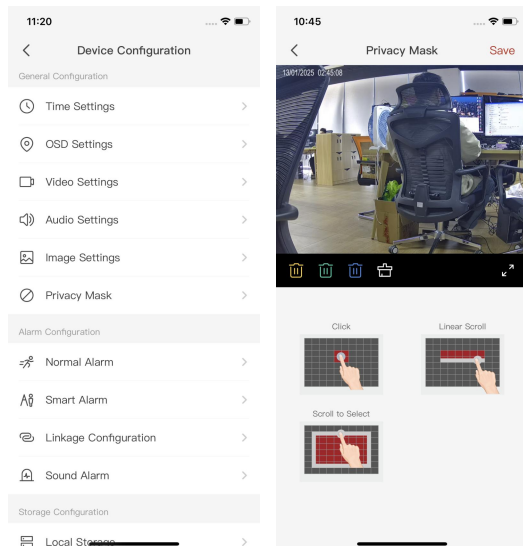 11:20
Device Configuration
General Configuration
Time Settings
OSD Settings
Video Settings
Audio Settings
Image Settings
Privacy Mask
Alarm Configuration
Normal Alarm
Smart Alarm
Linkage Configuration
Sound Alarm
Storage Configuration
Local Storage
10:45
Privacy Mask
Save
13/01/2025 02:45:08
Click
Linear Scroll
Scroll to Select